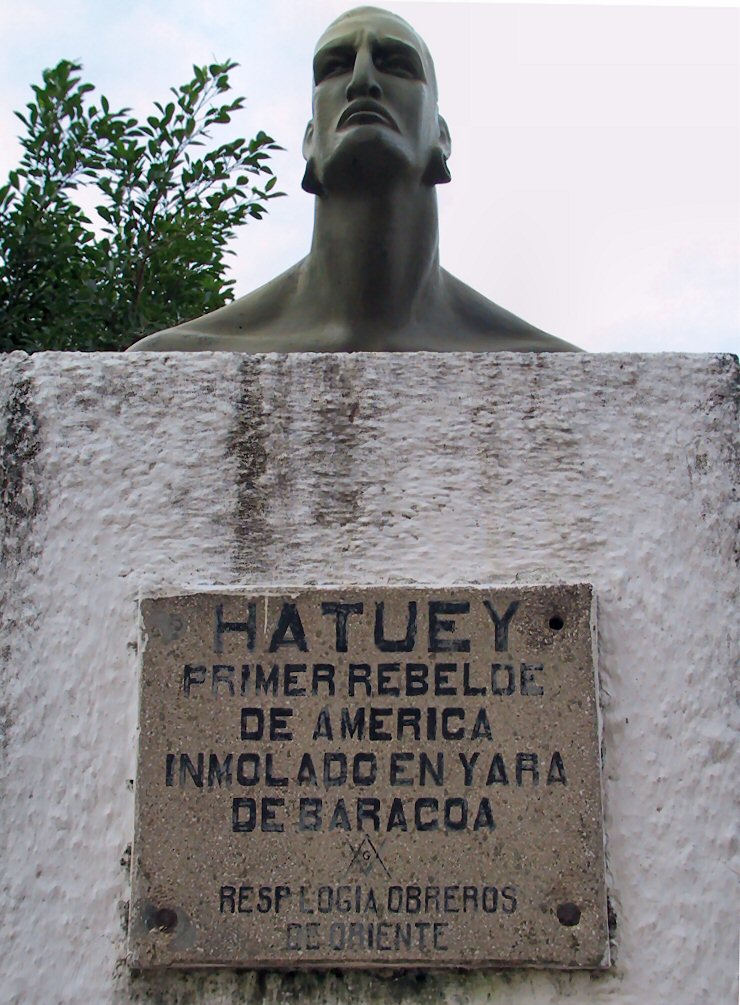 HATUEY
PRIMER REBELDE
DE AMERICA
INMOLADO EN YARA
DE BARACOA
G
RESP. LOGIA OBREROS
DE ORIENTE